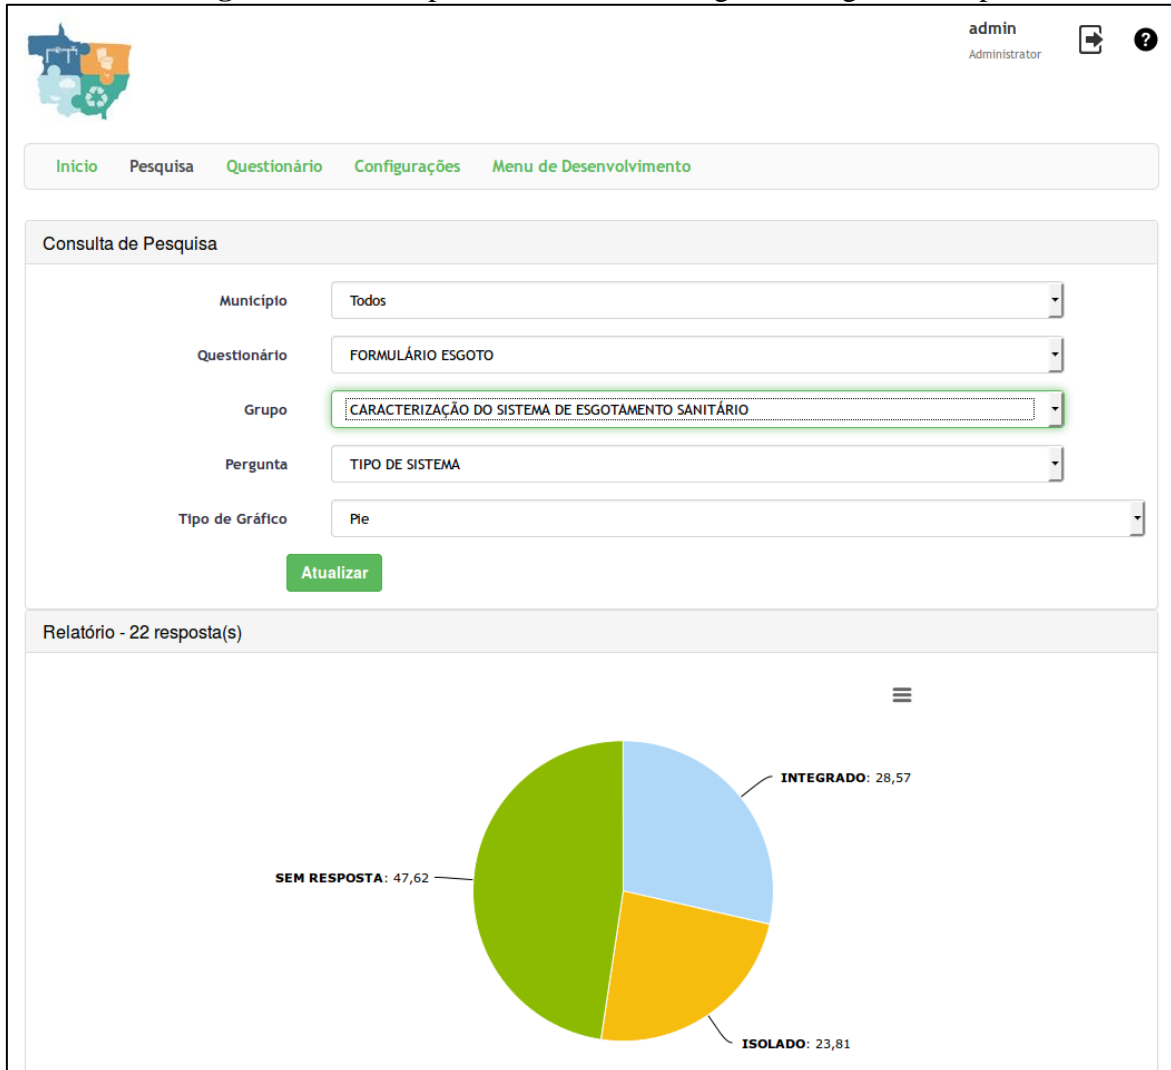 admin
Administrator
Inicio Pesquisa Questionário Configurações Menu de Desenvolvimento
Consulta de Pesquisa
Município Todos
Questionário FORMULÁRIO ESGOTO
Grupo CARACTERIZAÇÃO DO SISTEMA DE ESGOTAMENTO SANITÁRIO
Pergunta TIPO DE SISTEMA
Tipo de Gráfico Pie
Atualizar
Relatório - 22 resposta(s)
INTEGRADO: 28,57
SEM RESPOSTA: 47,62
ISOLADO: 23,81